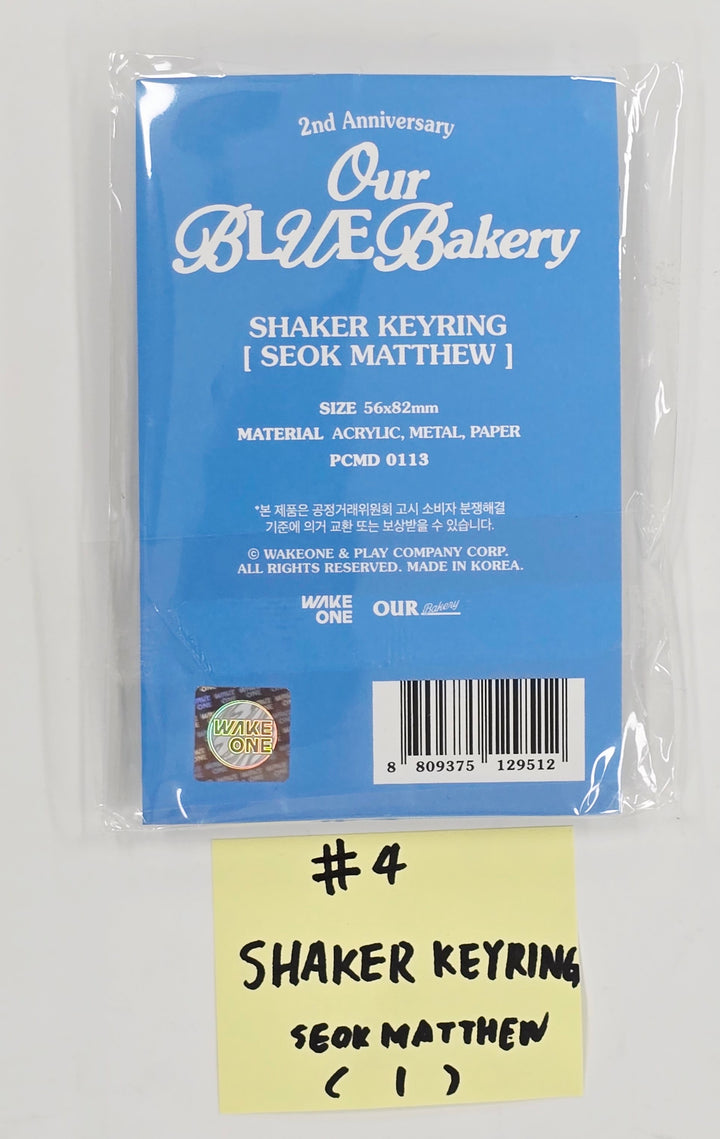 2nd Anniversary
Our
BLUE Bakery
SHAKER KEYRING
[ SEOK MATTHEW ]
SIZE 56x82mm
MATERIAL ACRYLIC, METAL, PAPER
PCMD 0113
*본 제품은 공정거래위원회 고시 소비자 분쟁해결
기준에 의거 교환 또는 보상받을 수 있습니다.
© WAKEONE & PLAY COMPANY CORP.
ALL RIGHTS RESERVED. MADE IN KOREA.
WAKE
ONE
OUR Bakery
WAKE
ONE
8 809375 129512
#4
SHAKER KEYRING
SEOK MATTHEW
( 1 )